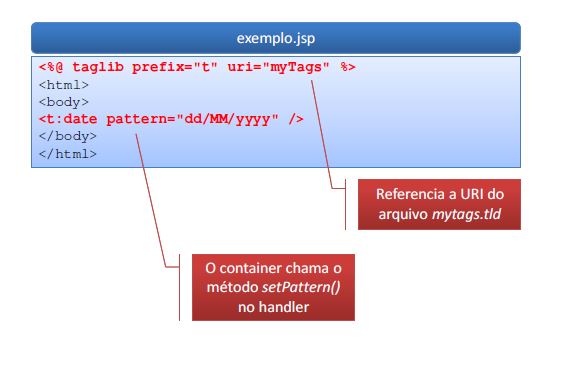 exemplo.jsp
<%@ taglib prefix="t" uri="myTags" %>
<html>
<body>
<t:date pattern="dd/MM/yyyy" />
</body>
</html>
Referencia a URI do
arquivo mytags.tld
O container chama o
método setPattern()
no handler